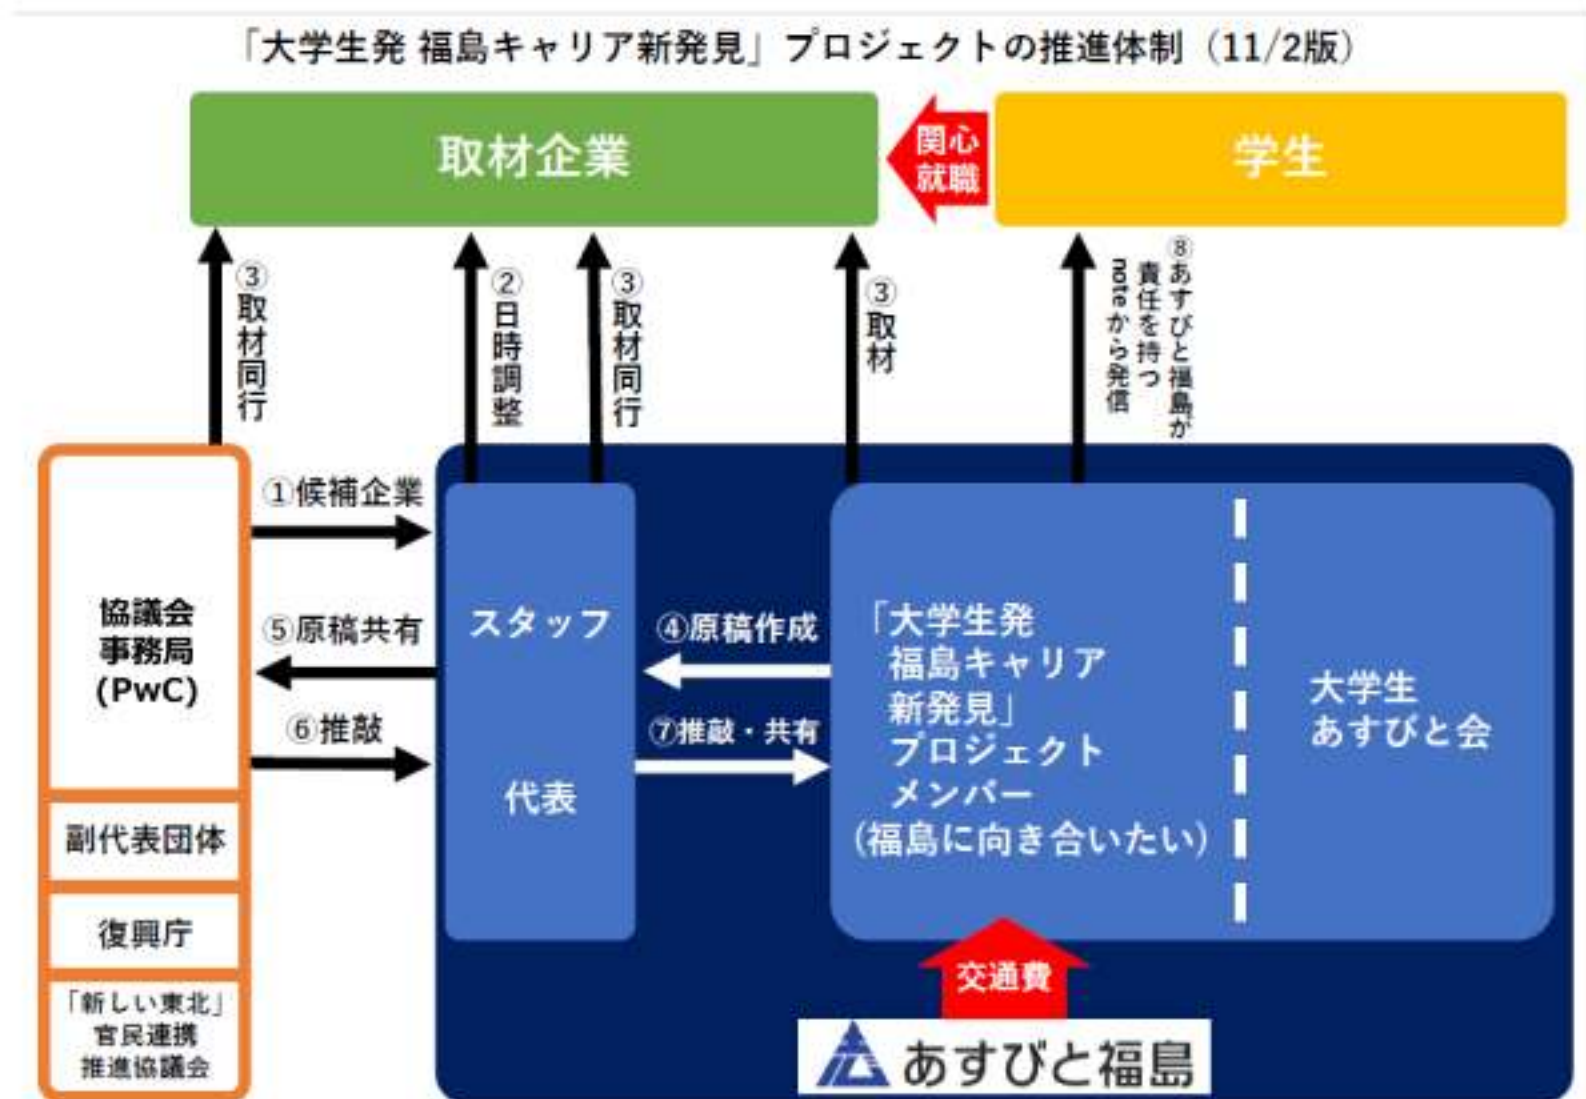 「大学生発 福島キャリア新発見」プロジェクトの推進体制（11/2版）
取材企業
関心
就職
学生
③取材同行
②日時調整
③取材同行
③取材
⑧あすびと福島が
責任を持つ
noteから発信
①候補企業
⑤原稿共有
⑥推敲
協議会
事務局
(PwC)
副代表団体
復興庁
「新しい東北」
官民連携
推進協議会
スタッフ
代表
④原稿作成
⑦推敲・共有
「大学生発
福島キャリア
新発見」
プロジェクト
メンバー
(福島に向き合いたい)
大学生
あすびと会
交通費
あすびと福島